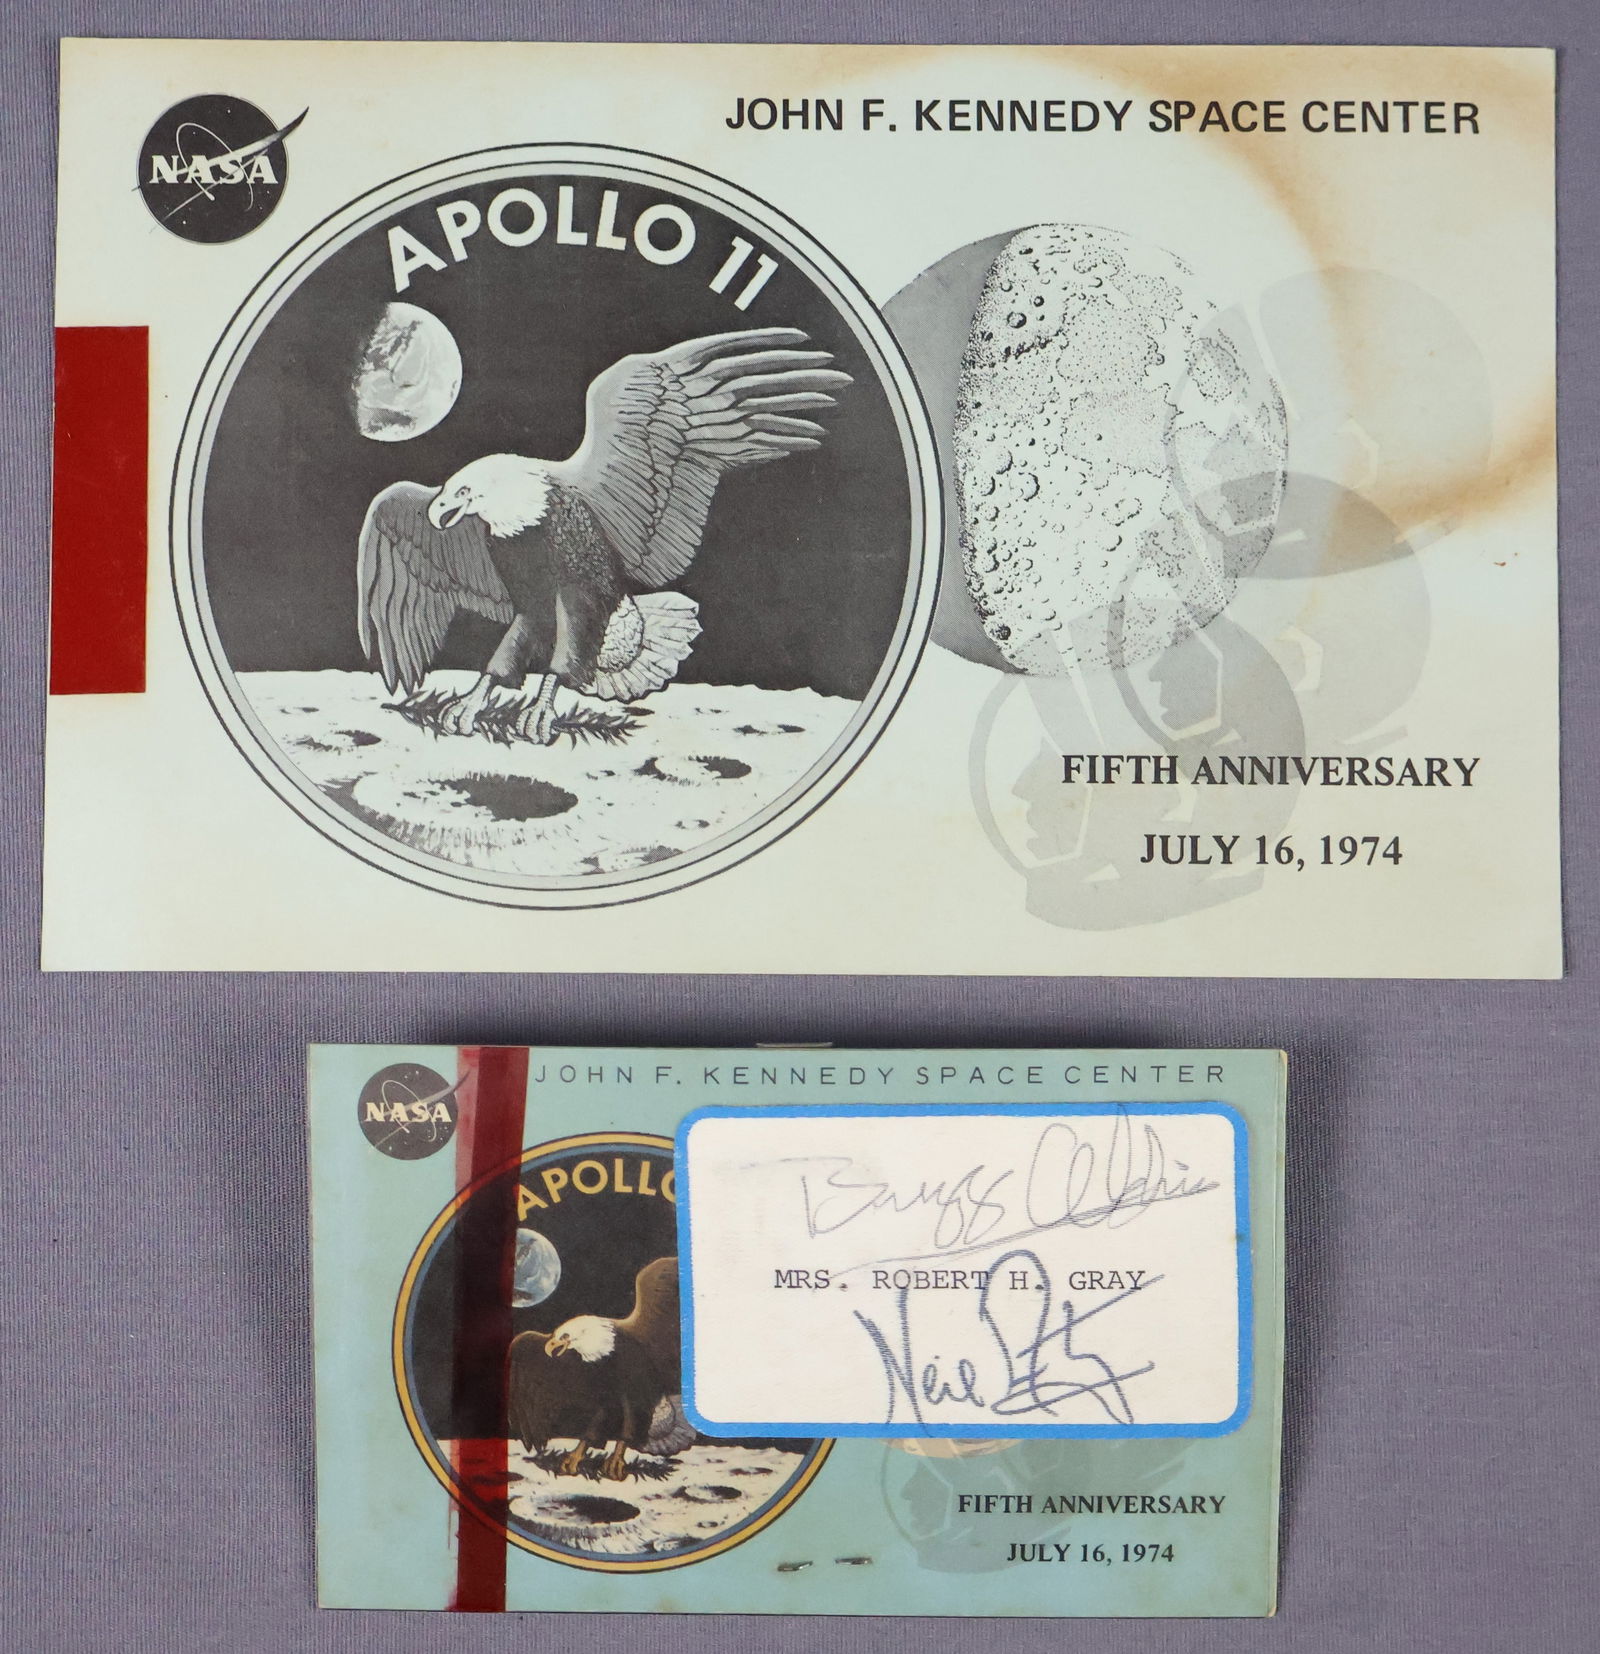 NASA
JOHN F. KENNEDY SPACE CENTER
APOLLO 11
FIFTH ANNIVERSARY
JULY 16, 1974
NASA
JOHN F. KENNEDY SPACE CENTER
APOLLO
Buzz Aldrin
MRS. ROBERT H. GRAY
Neil
FIFTH ANNIVERSARY
JULY 16, 1974